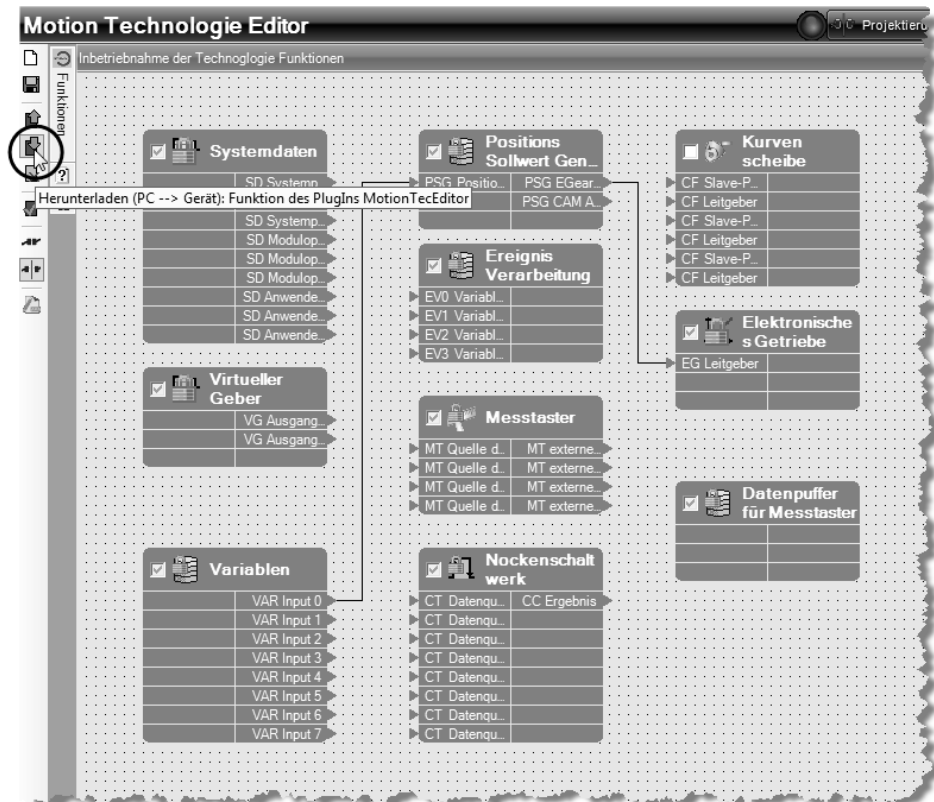 Motion Technologie Editor
Projektiero
Inbetriebnahme der Technoglogie Funktionen
Funktionen
Herunterladen (PC --> Gerät): Funktion des PlugIns MotionTecEditor
Systemdaten
SD Systemp...
SD Modulop...
SD Modulop...
SD Modulop...
SD Anwende...
SD Anwende...
SD Anwende...
Virtueller
Geber
VG Ausgang...
VG Ausgang...
Variablen
VAR Input 0
VAR Input 1
VAR Input 2
VAR Input 3
VAR Input 4
VAR Input 5
VAR Input 6
VAR Input 7
Positions
Sollwert Gen...
PSG Positio... PSG EGear...
PSG CAM A...
Ereignis
Verarbeitung
EV0 Variabl...
EV1 Variabl...
EV2 Variabl...
EV3 Variabl...
Messtaster
MT Quelle d... MT externe...
MT Quelle d... MT externe...
MT Quelle d... MT externe...
MT Quelle d... MT externe...
Nockenschalt
werk
CT Datenqu... CC Ergebnis
CT Datenqu...
CT Datenqu...
CT Datenqu...
CT Datenqu...
CT Datenqu...
CT Datenqu...
CT Datenqu...
Kurven
scheibe
CF Slave-P...
CF Leitgeber
CF Slave-P...
CF Leitgeber
CF Slave-P...
CF Leitgeber
Elektronische
s Getriebe
EG Leitgeber
Datenpuffer
für Messtaster